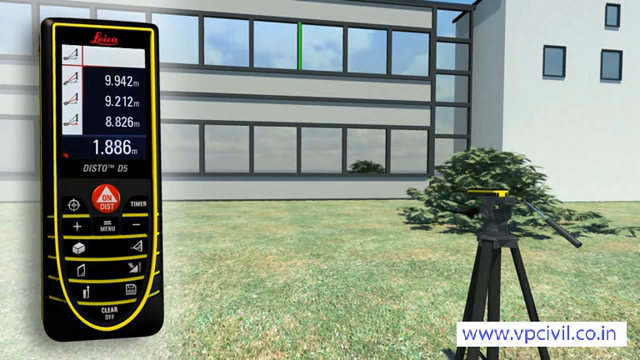 Leica
9.942m
9.212m
8.826m
1.886m
DISTO™ D5
ON
DIST
TIMER
+
MENU
−
CLEAR
OFF
www.vpcivil.co.in